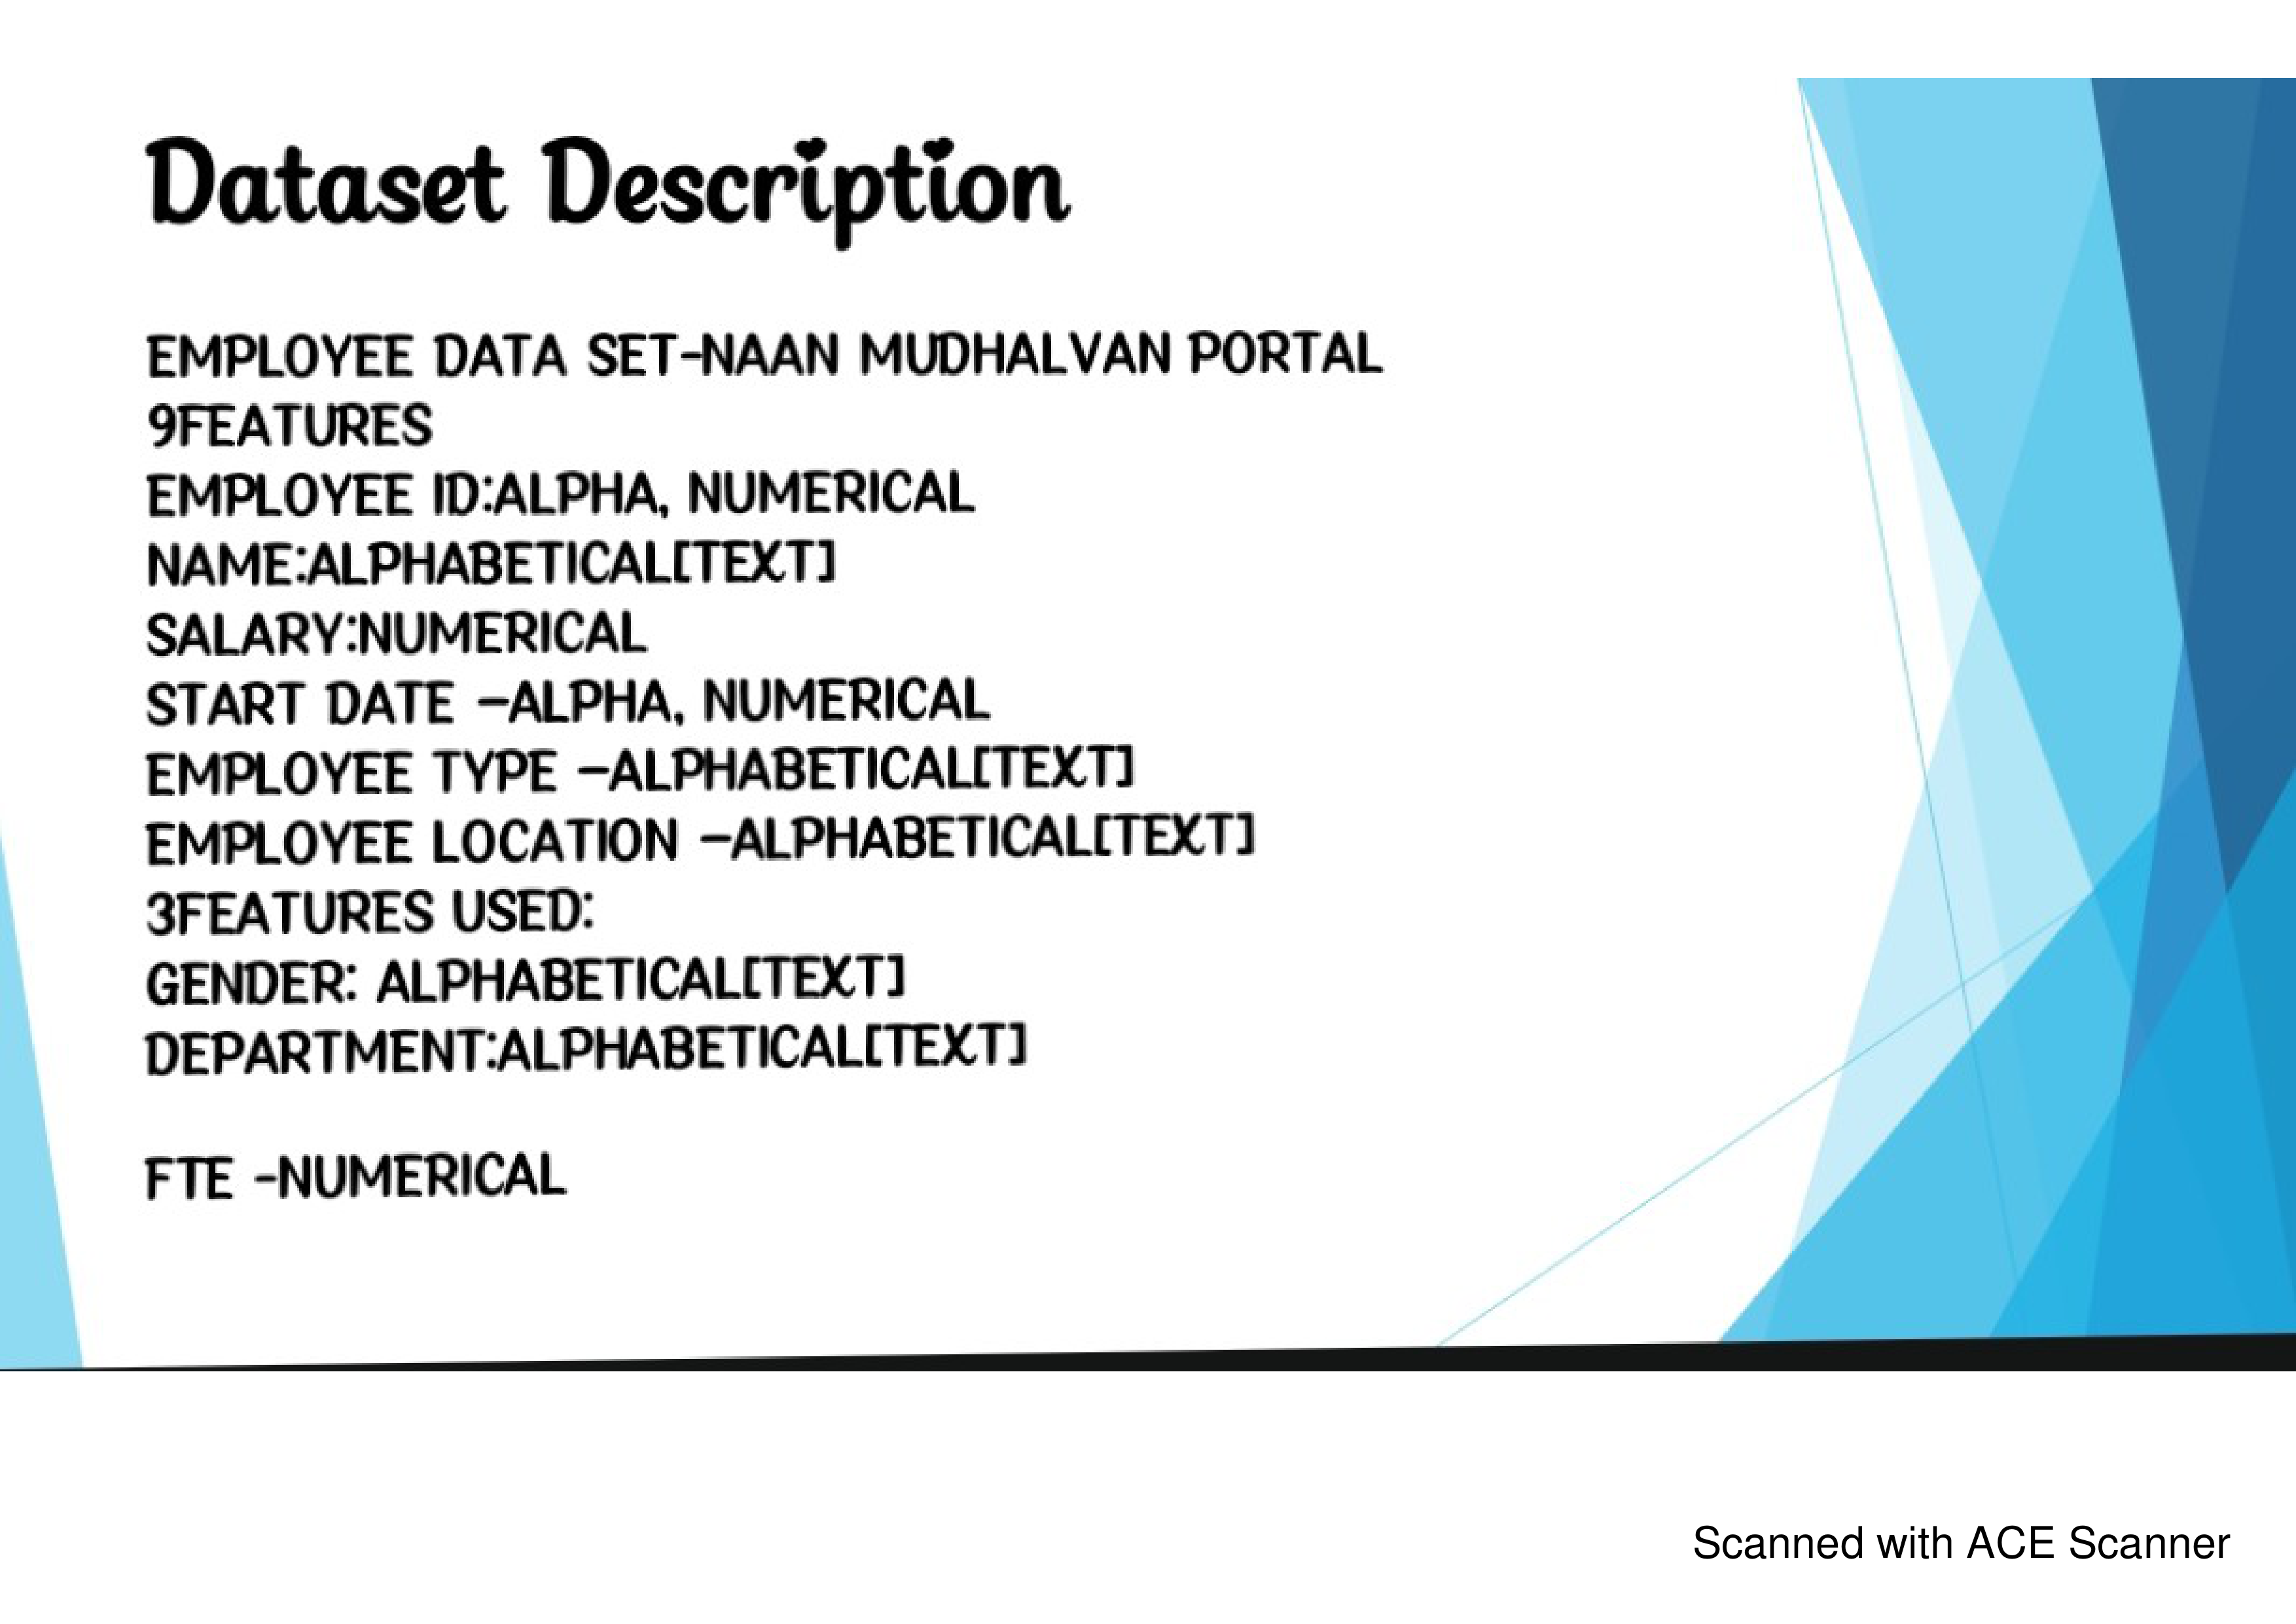 Dataset Description
EMPLOYEE DATA SET-NAAN MUDHALVAN PORTAL
9FEATURES
EMPLOYEE ID:ALPHA, NUMERICAL
NAME:ALPHABETICAL[TEXT]
SALARY:NUMERICAL
START DATE –ALPHA, NUMERICAL
EMPLOYEE TYPE –ALPHABETICAL[TEXT]
EMPLOYEE LOCATION –ALPHABETICAL[TEXT]
3FEATURES USED:
GENDER: ALPHABETICAL[TEXT]
DEPARTMENT:ALPHABETICAL[TEXT]
FTE -NUMERICAL
Scanned with ACE Scanner